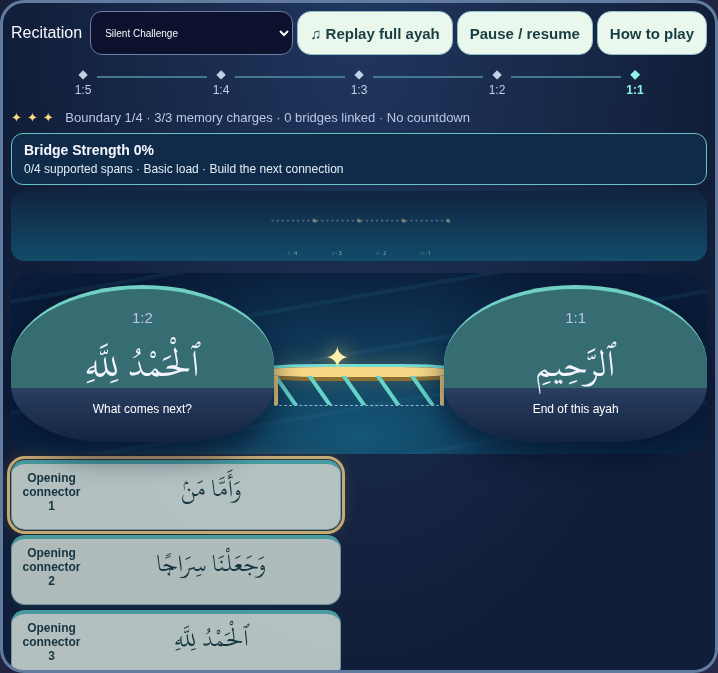 Recitation
Silent Challenge
♫ Replay full ayah
Pause / resume
How to play
1:5 1:4 1:3 1:2 1:1
Boundary 1/4 · 3/3 memory charges · 0 bridges linked · No countdown
Bridge Strength 0%
0/4 supported spans · Basic load · Build the next connection
1:2
ٱلْحَمْدُ لِلَّهِ
What comes next?
1:1
ٱلرَّحِيمِ
End of this ayah
Opening connector 1
وَأَمَّا مَنْ
Opening connector 2
وَجَعَلْنَا سِرَاجًا
Opening connector 3
ٱلْحَمْدُ لِلَّهِ